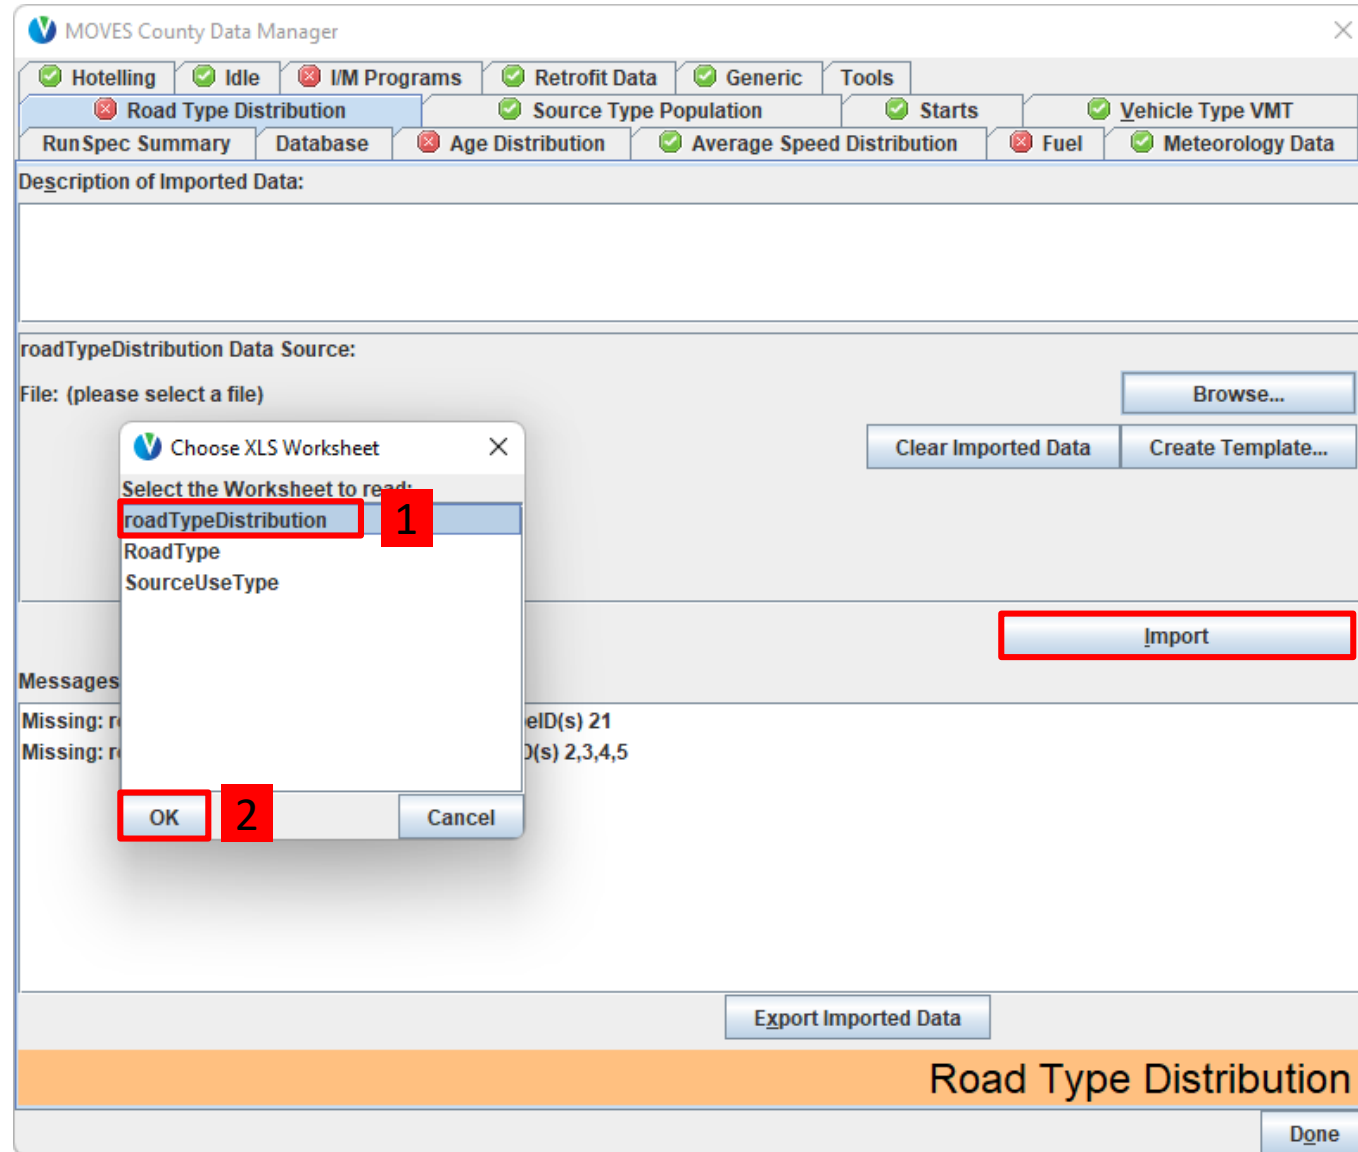 MOVES County Data Manager
Hotelling Idle I/M Programs Retrofit Data Generic Tools
Road Type Distribution Source Type Population Starts Vehicle Type VMT
RunSpec Summary Database Age Distribution Average Speed Distribution Fuel Meteorology Data
Description of Imported Data:
roadTypeDistribution Data Source:
File: (please select a file)
Browse...
Clear Imported Data Create Template...
Choose XLS Worksheet
Select the Worksheet to read:
roadTypeDistribution 1
RoadType
SourceUseType
Import
Messages
Missing: 21
Missing: 2,3,4,5
OK 2 Cancel
Export Imported Data
Road Type Distribution
Done